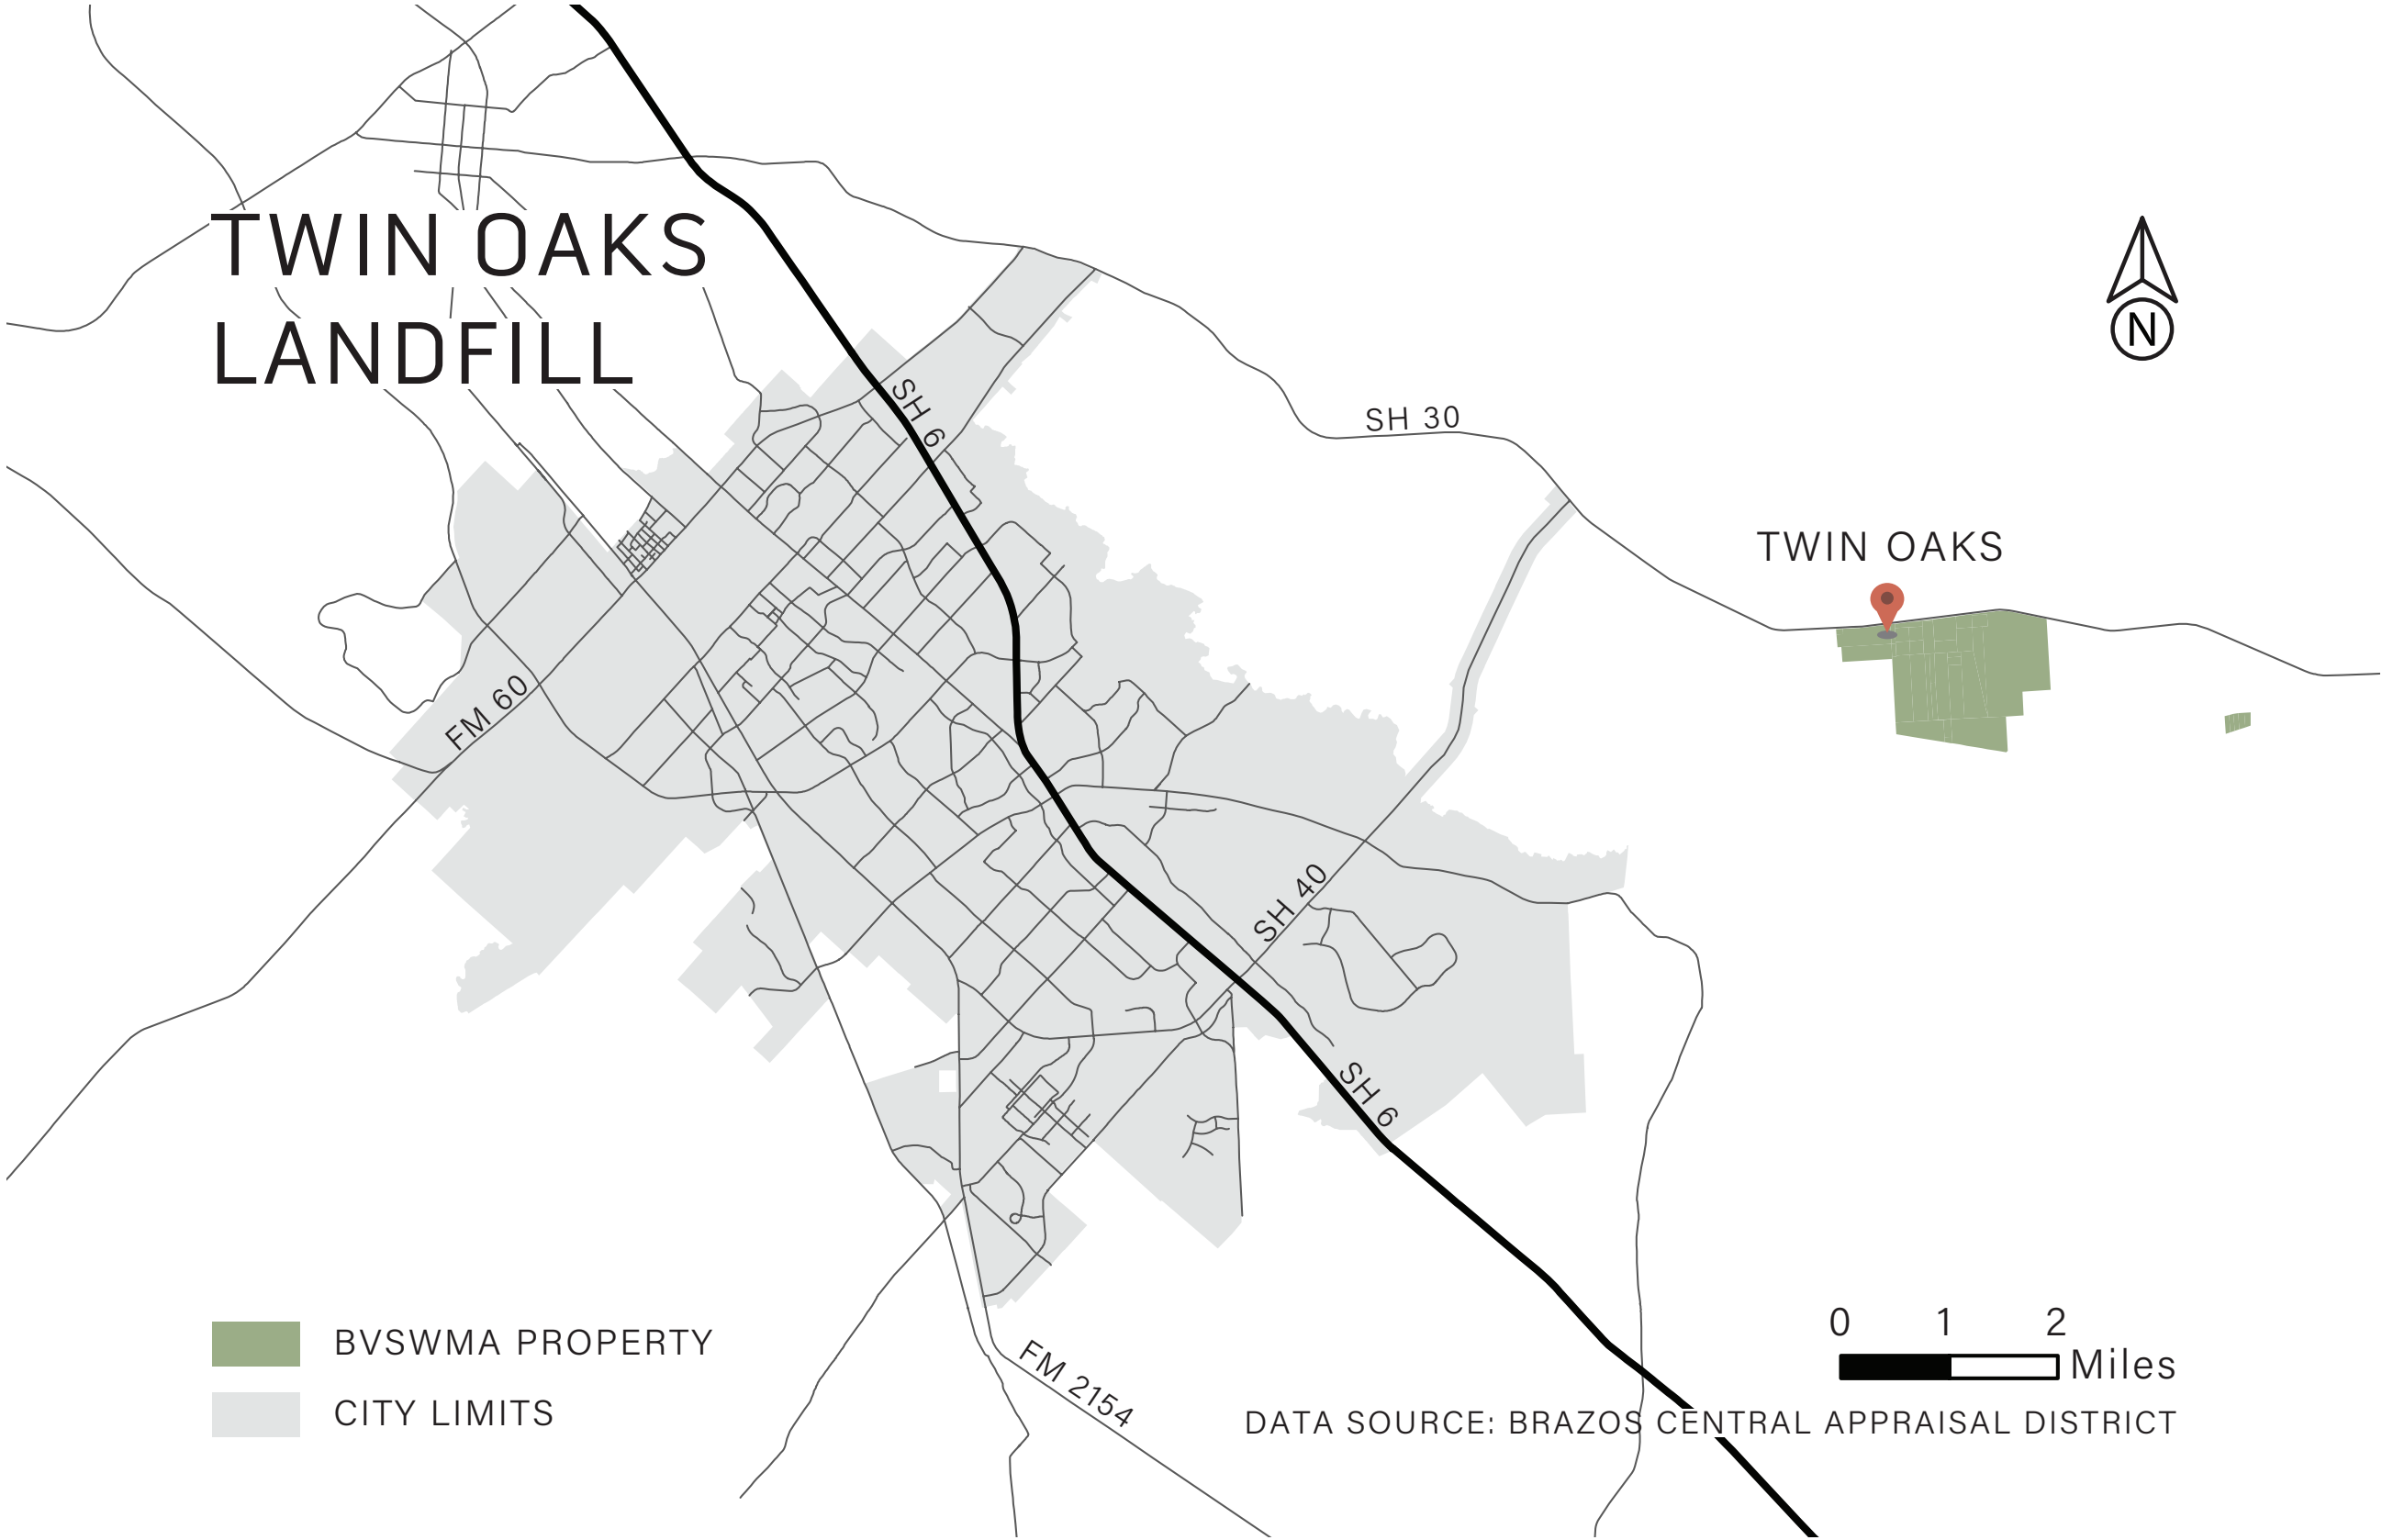 TWIN OAKS
LANDFILL
N
SH 6
SH 30
TWIN OAKS
FM 60
SH 40
SH 6
FM 2154
BVSWMA PROPERTY
CITY LIMITS
0 1 2
Miles
DATA SOURCE: BRAZOS CENTRAL APPRAISAL DISTRICT